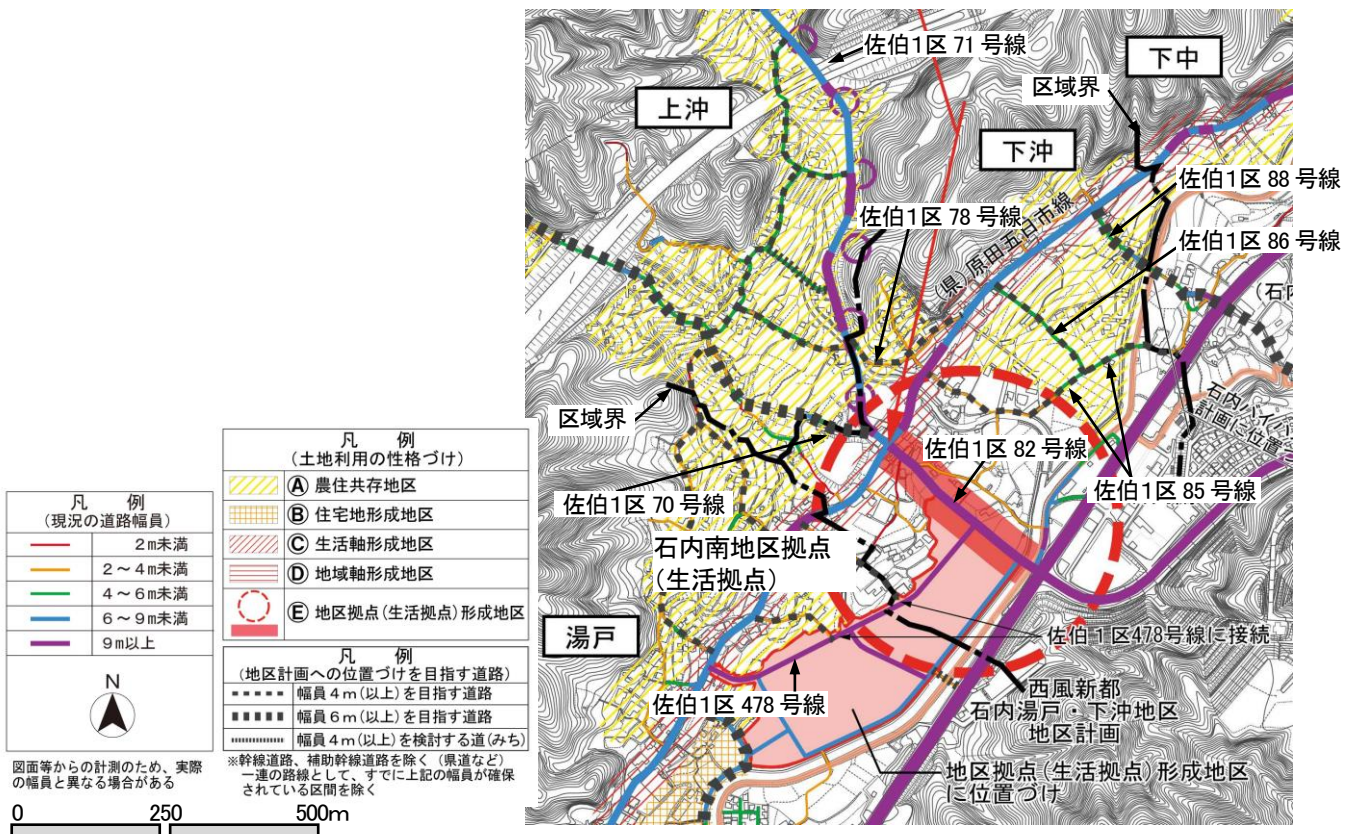 佐伯1区 71 号線
下中
区域界
上沖
下沖
佐伯1区 88 号線
佐伯1区 78 号線
佐伯1区 86 号線
(県)原田五日市線
(石内
区域界
石内バイパ
計画に位置
佐伯1区 82 号線
佐伯1区 85 号線
佐伯1区 70 号線
石内南地区拠点
(生活拠点)
湯戸
佐伯1区478号線に接続
佐伯1区 478 号線
西風新都
石内湯戸・下沖地区
地区計画
地区拠点(生活拠点)形成地区
に位置づけ
凡 例
(現況の道路幅員)
2m未満
2~4m未満
4~6m未満
6~9m未満
9m以上
N
図面等からの計測のため、実際
の幅員と異なる場合がある
0 250 500m
凡 例
(土地利用の性格づけ)
Ⓐ 農住共存地区
Ⓑ 住宅地形成地区
Ⓒ 生活軸形成地区
Ⓓ 地域軸形成地区
Ⓔ 地区拠点(生活拠点)形成地区
凡 例
(地区計画への位置づけを目指す道路)
幅員4m(以上)を目指す道路
幅員6m(以上)を目指す道路
幅員4m(以上)を検討する道(みち)
※幹線道路、補助幹線道路を除く(県道など)
一連の路線として、すでに上記の幅員が確保
されている区間を除く